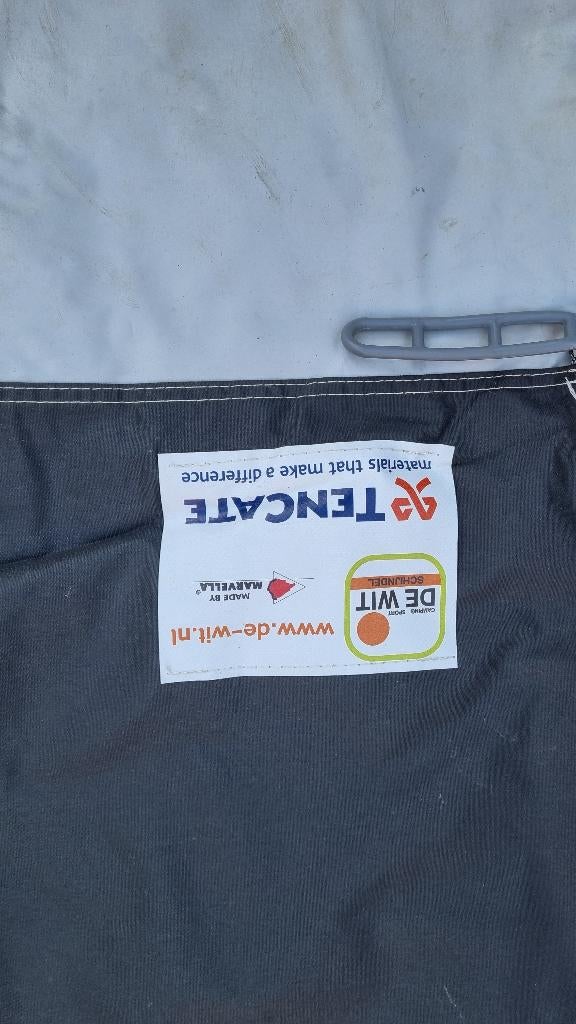 CAMPING SPORT
DE WIT
SCHIJNDEL
www.de-wit.nl
MADE BY
MARVELLA®
TENCATE
materials that make a difference